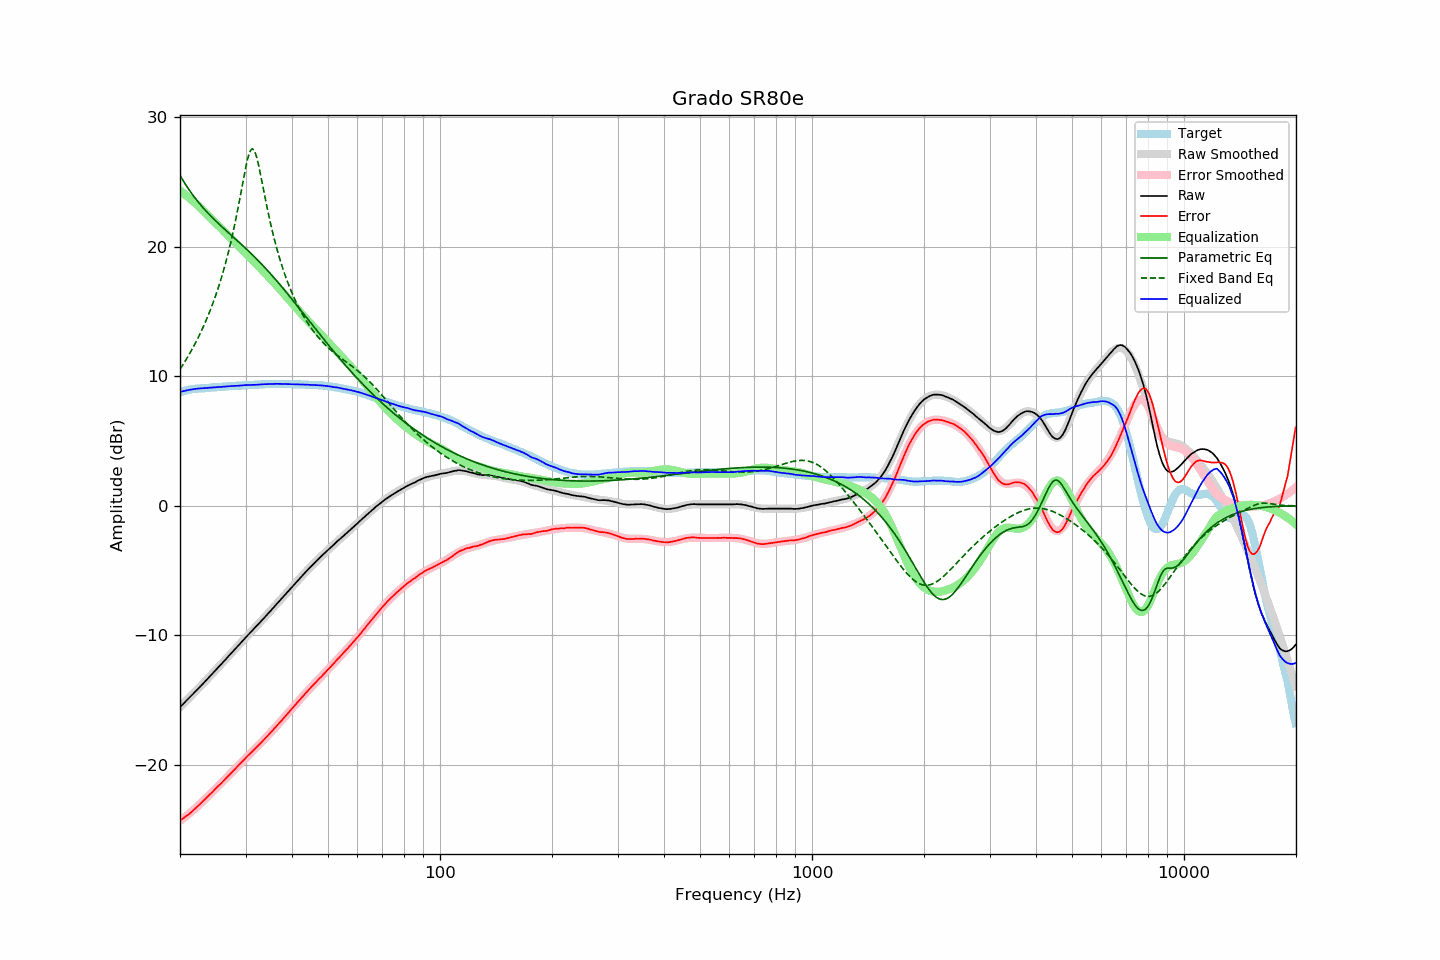 Grado SR80e
30
20
10
0
−10
−20
Amplitude (dBr)
100
1000
10000
Frequency (Hz)
Target
Raw Smoothed
Error Smoothed
Raw
Error
Equalization
Parametric Eq
Fixed Band Eq
Equalized